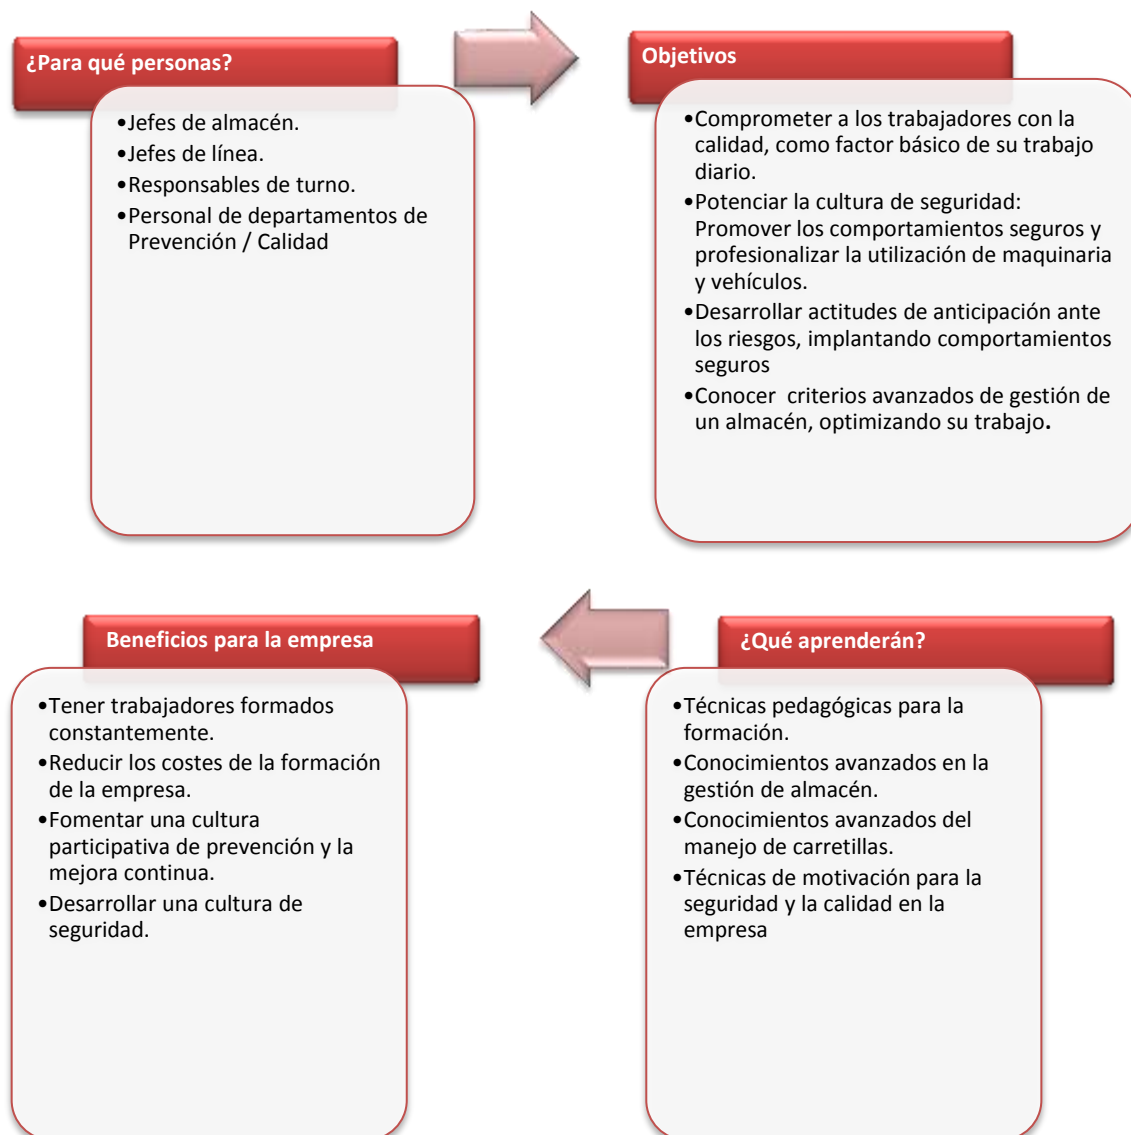 ¿Para qué personas?
•Jefes de almacén.
•Jefes de línea.
•Responsables de turno.
•Personal de departamentos de
Prevención / Calidad
Objetivos
•Comprometer a los trabajadores con la
calidad, como factor básico de su trabajo
diario.
•Potenciar la cultura de seguridad:
Promover los comportamientos seguros y
profesionalizar la utilización de maquinaria
y vehículos.
•Desarrollar actitudes de anticipación ante
los riesgos, implantando comportamientos
seguros
•Conocer  criterios avanzados de gestión de
un almacén, optimizando su trabajo.
Beneficios para la empresa
•Tener trabajadores formados
constantemente.
•Reducir los costes de la formación
de la empresa.
•Fomentar una cultura
participativa de prevención y la
mejora continua.
•Desarrollar una cultura de
seguridad.
¿Qué aprenderán?
•Técnicas pedagógicas para la
formación.
•Conocimientos avanzados en la
gestión de almacén.
•Conocimientos avanzados del
manejo de carretillas.
•Técnicas de motivación para la
seguridad y la calidad en la
empresa